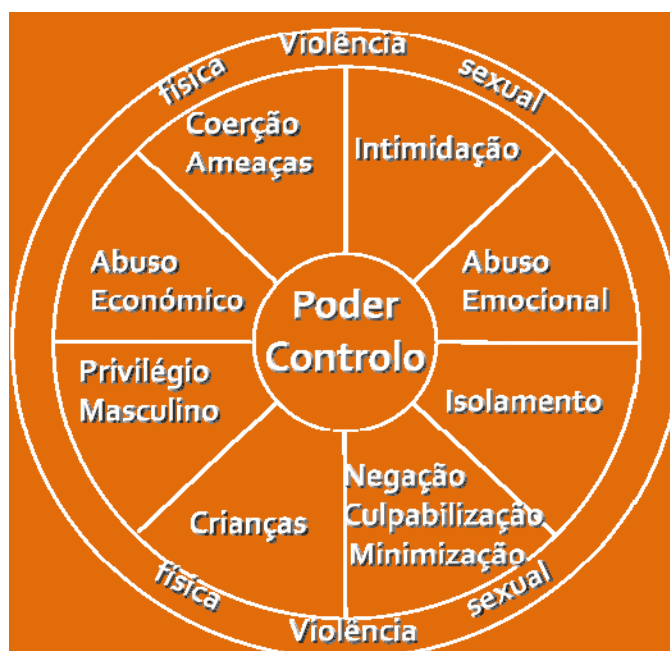 Violência
física
sexual
Coerção
Ameaças
Intimidação
Abuso
Económico
Abuso
Emocional
Poder
Controlo
Privilégio
Masculino
Isolamento
Crianças
Negação
Culpabilização
Minimização
física
sexual
Violência